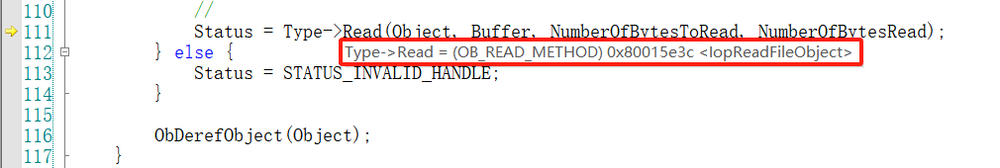 110 //
111 Status = Type->Read(Object, Buffer, NumberOfBytesToRead, NumberOfBytesRead);
112 } else {
Type->Read = (OB_READ_METHOD) 0x80015e3c <IopReadFileObject>
113 Status = STATUS_INVALID_HANDLE;
114 }
115
116 ObDerefObject(Object);
117 }